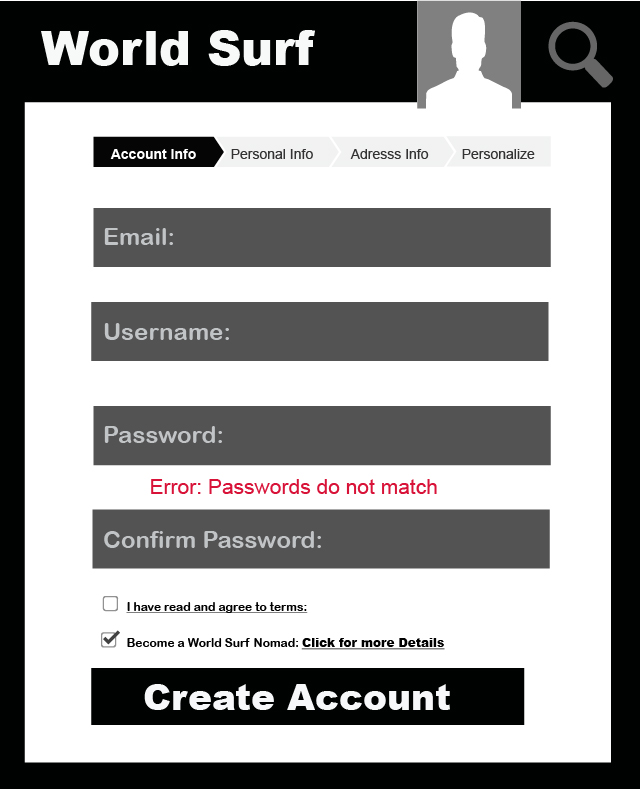 World Surf
Account Info Personal Info Adresss Info Personalize
Email:
Username:
Password:
Error: Passwords do not match
Confirm Password:
I have read and agree to terms:
Become a World Surf Nomad: Click for more Details
Create Account